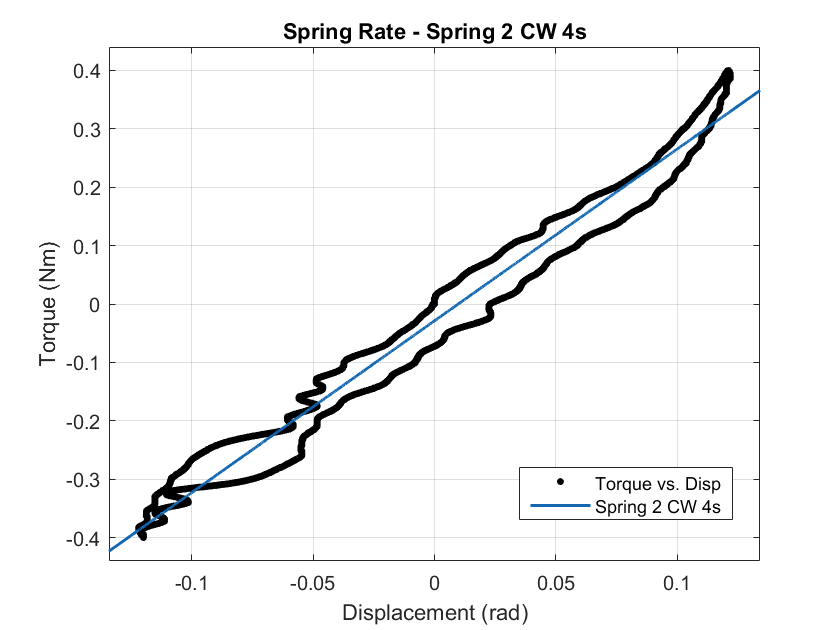 Spring Rate - Spring 2 CW 4s
0.4
0.3
0.2
0.1
0
-0.1
-0.2
-0.3
-0.4
Torque (Nm)
Torque vs. Disp
Spring 2 CW 4s
-0.1
-0.05
0
0.05
0.1
Displacement (rad)